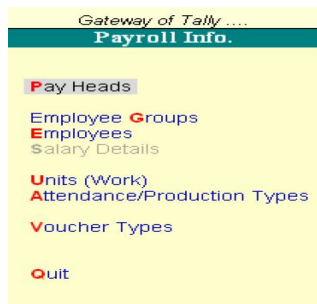 Gateway of Tally ....
Payroll Info.
Pay Heads
Employee Groups
Employees
Salary Details
Units (Work)
Attendance/Production Types
Voucher Types
Quit